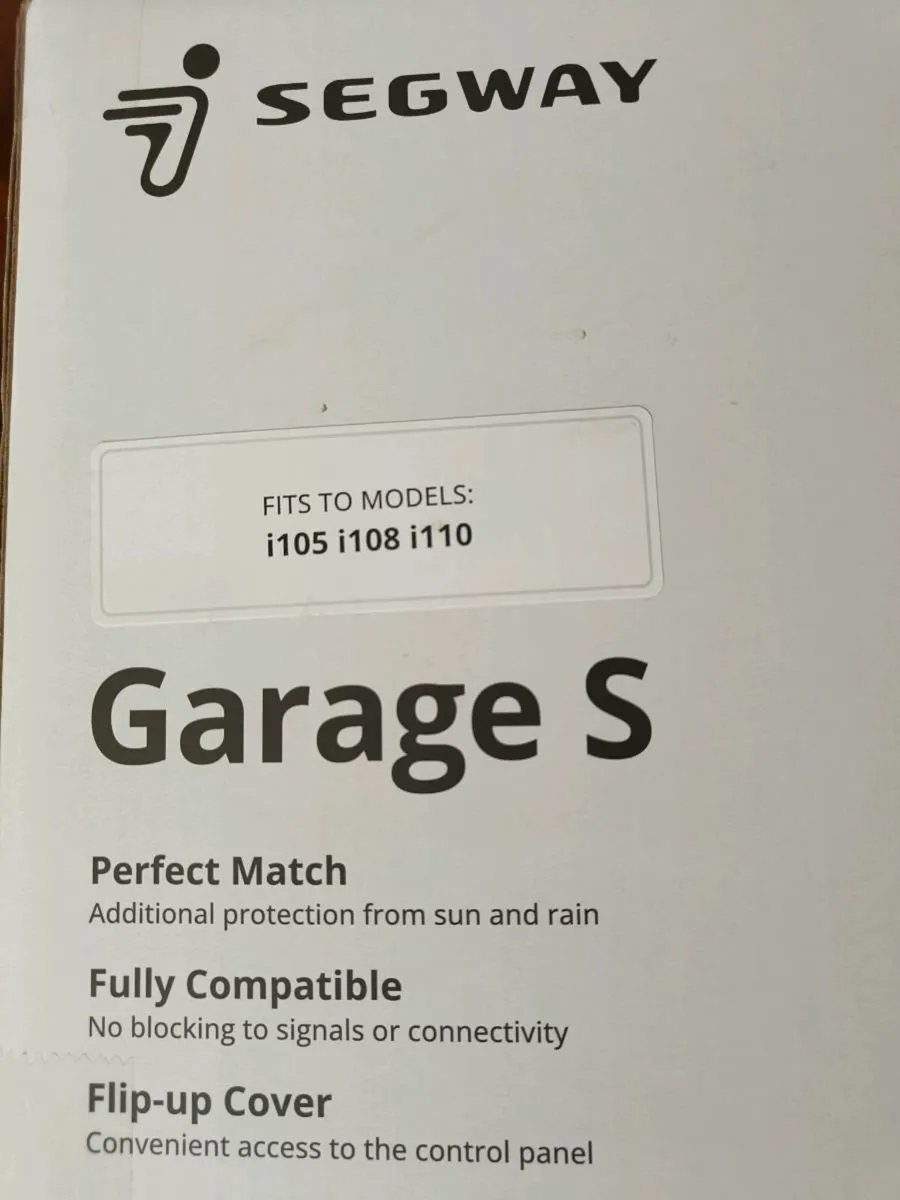 SEGWAY
FITS TO MODELS:
i105 i108 i110
Garage S
Perfect Match
Additional protection from sun and rain
Fully Compatible
No blocking to signals or connectivity
Flip-up Cover
Convenient access to the control panel